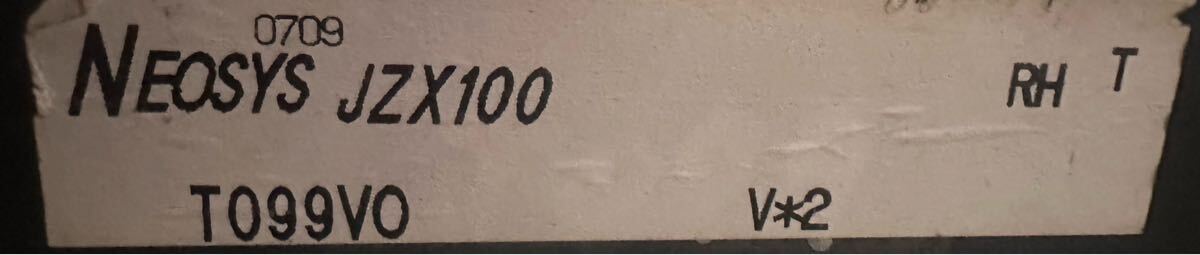 0709
NEOSYS JZX100 RH T
T099VO V*2